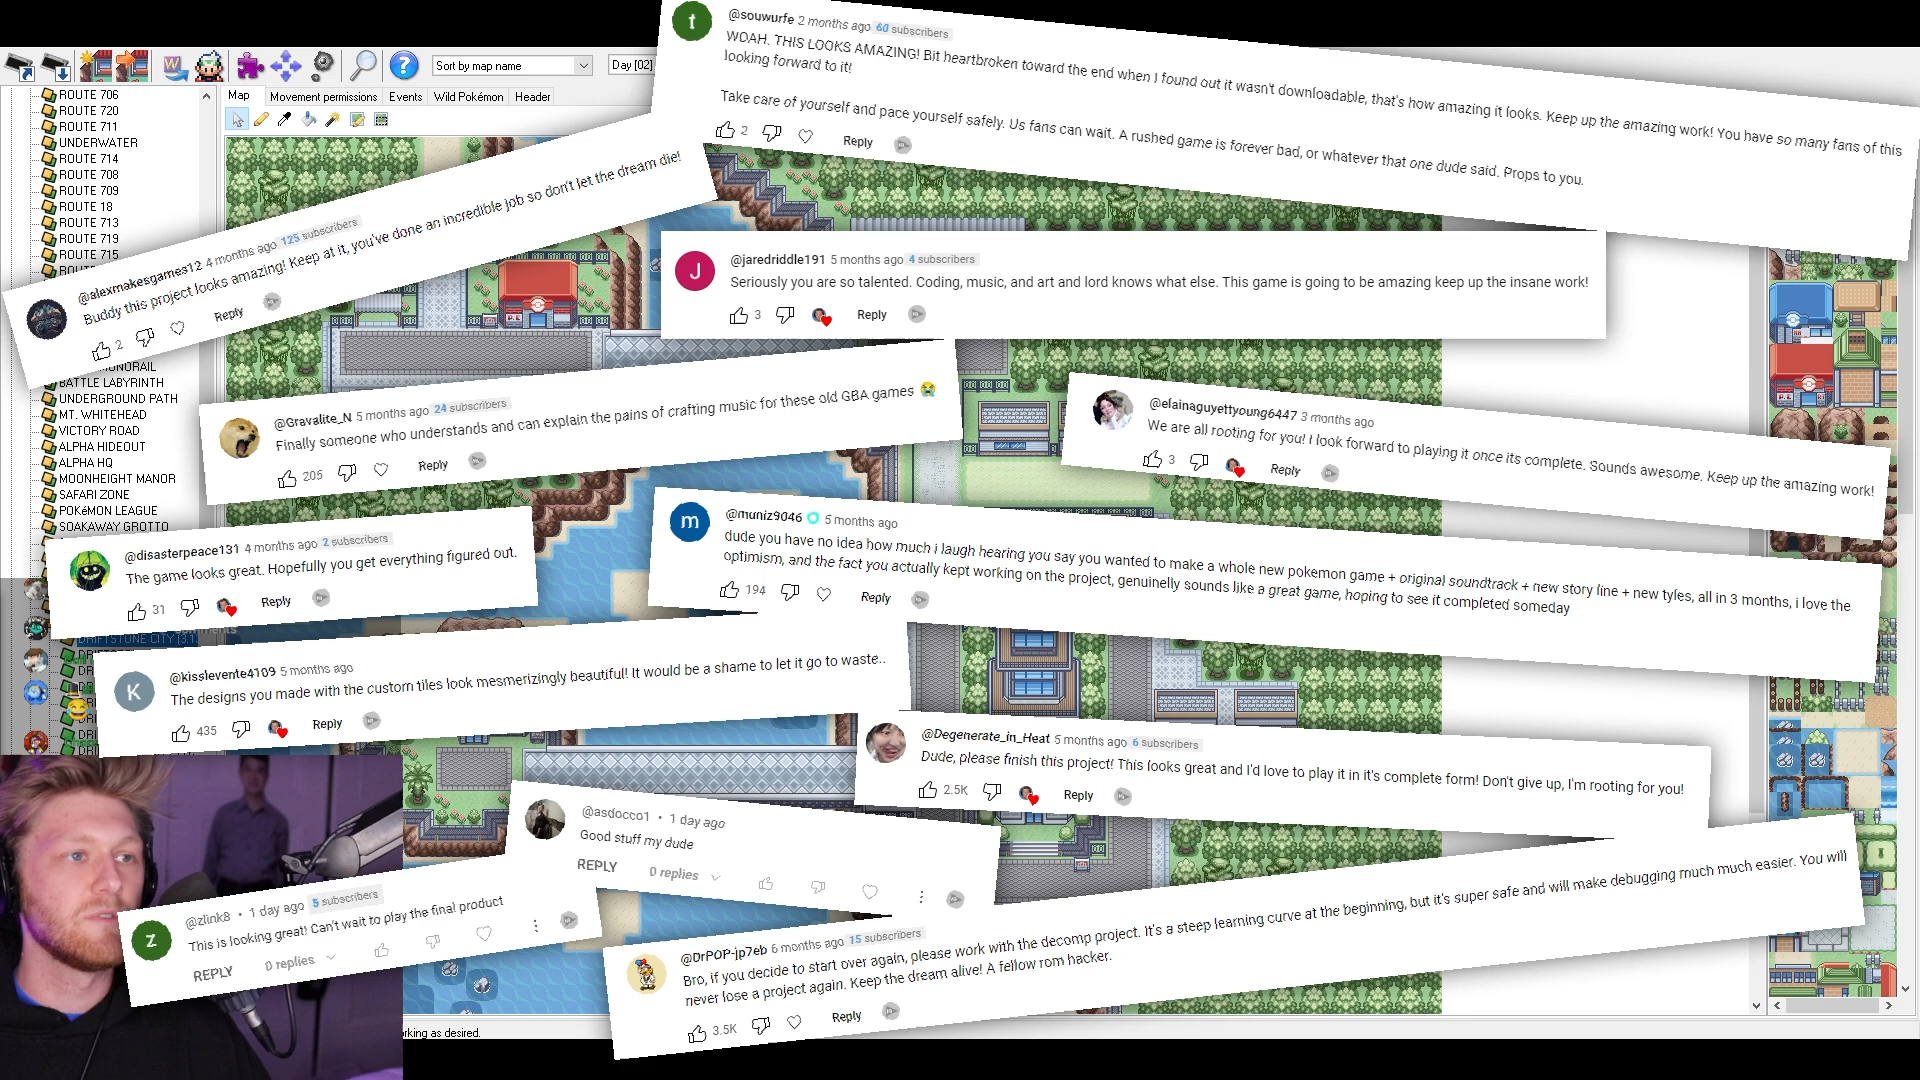 Sort by map name
Day [02]
Map
Movement permissions
Events
Wild Pokémon
Header
ROUTE 706
ROUTE 720
ROUTE 711
UNDERWATER
ROUTE 714
ROUTE 708
ROUTE 709
ROUTE 18
ROUTE 713
ROUTE 719
ROUTE 715
BATTLE LABYRINTH
UNDERGROUND PATH
MT. WHITEHEAD
VICTORY ROAD
ALPHA HIDEOUT
ALPHA HQ
MOONHEIGHT MANOR
SAFARI ZONE
POKéMON LEAGUE
SOAKAWAY GROTTO
t
@souwurfe 2 months ago 60 subscribers
WOAH. THIS LOOKS AMAZING! Bit heartbroken toward the end when I found out it wasn't downloadable, that's how amazing it looks. Keep up the amazing work! You have so many fans of this
looking forward to it!
Take care of yourself and pace yourself safely. Us fans can wait. A rushed game is forever bad, or whatever that one dude said. Props to you.
2 Reply
@alexmakesgames12 4 months ago 125 subscribers
Buddy this project looks amazing! Keep at it, you've done an incredible job so don't let the dream die!
2 Reply
J
@jaredriddle191 5 months ago 4 subscribers
Seriously you are so talented. Coding, music, and art and lord knows what else. This game is going to be amazing keep up the insane work!
3 Reply
@Gravalite_N 5 months ago 24 subscribers
Finally someone who understands and can explain the pains of crafting music for these old GBA games 😭
205 Reply
@elainaguyettyoung6447 3 months ago
We are all rooting for you! I look forward to playing it once its complete. Sounds awesome. Keep up the amazing work!
3 Reply
@disasterpeace131 4 months ago 2 subscribers
The game looks great. Hopefully you get everything figured out.
31 Reply
m
@muniz9046 5 months ago
dude you have no idea how much i laugh hearing you say you wanted to make a whole new pokemon game + original soundtrack + new story line + new tyles, all in 3 months, i love the
optimism, and the fact you actually kept working on the project, genuinelly sounds like a great game, hoping to see it completed someday
194 Reply
K
@kisslevente4109 5 months ago
The designs you made with the custom tiles look mesmerizingly beautiful! It would be a shame to let it go to waste..
435 Reply
@Degenerate_in_Heat 5 months ago 6 subscribers
Dude, please finish this project! This looks great and I'd love to play it in it's complete form! Don't give up, I'm rooting for you!
2.5K Reply
@asdocco1 • 1 day ago
Good stuff my dude
REPLY 0 replies
z
@zlink8 • 1 day ago 5 subscribers
This is looking great! Can't wait to play the final product
REPLY 0 replies
@DrPOP-jp7eb 6 months ago 15 subscribers
Bro, if you decide to start over again, please work with the decomp project. It's a steep learning curve at the beginning, but it's super safe and will make debugging much much easier. You will
never lose a project again. Keep the dream alive! A fellow rom hacker.
3.5K Reply
rking as desired.